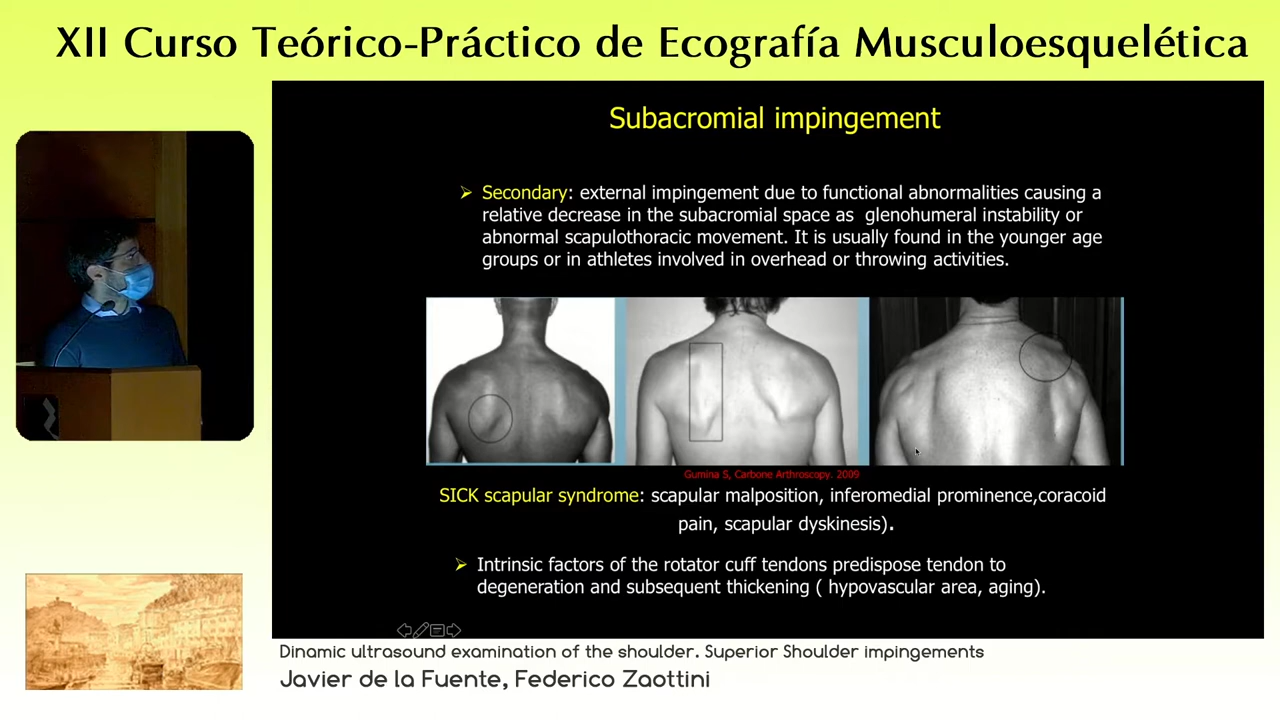 XII Curso Teórico-Práctico de Ecografía Musculoesquelética
Subacromial impingement
Secondary: external impingement due to functional abnormalities causing a
relative decrease in the subacromial space as glenohumeral instability or
abnormal scapulothoracic movement. It is usually found in the younger age
groups or in athletes involved in overhead or throwing activities.
Gumina S, Carbone Arthroscopy. 2009
SICK scapular syndrome: scapular malposition, inferomedial prominence,coracoid
pain, scapular dyskinesis).
Intrinsic factors of the rotator cuff tendons predispose tendon to
degeneration and subsequent thickening ( hypovascular area, aging).
Dinamic ultrasound examination of the shoulder. Superior Shoulder impingements
Javier de la Fuente, Federico Zaottini